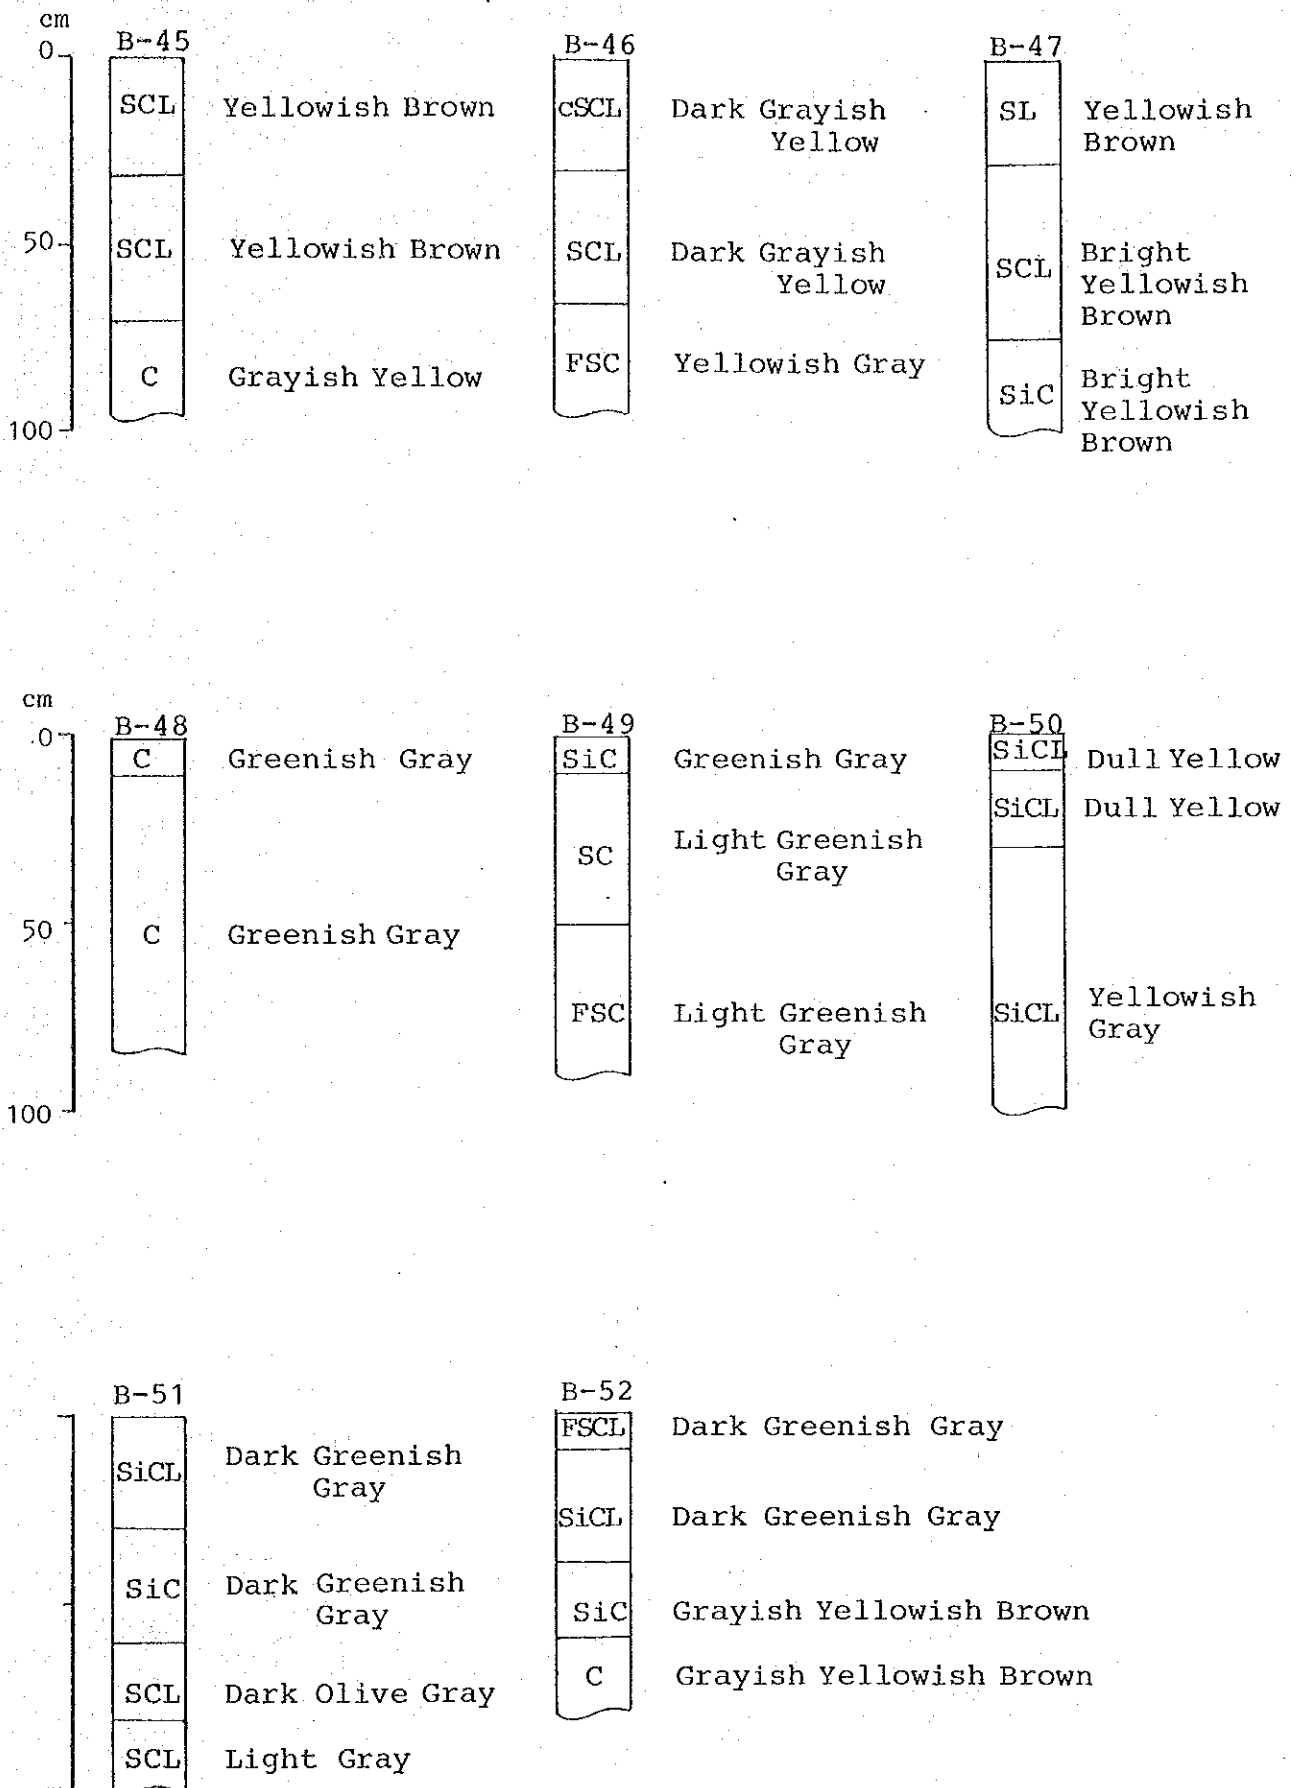 cm
0
B-45
SCL
Yellowish Brown
50
SCL
Yellowish Brown
C
Grayish Yellow
100
B-46
cSCL
Dark Grayish
Yellow
SCL
Dark Grayish
Yellow
FSC
Yellowish Gray
B-47
SL
Yellowish
Brown
SCL
Bright
Yellowish
Brown
SiC
Bright
Yellowish
Brown
cm
0
B-48
C
Greenish Gray
50
C
Greenish Gray
100
B-49
SiC
Greenish Gray
SC
Light Greenish
Gray
FSC
Light Greenish
Gray
B-50
SiCL
Dull Yellow
SiCL
Dull Yellow
SiCL
Yellowish
Gray
B-51
SiCL
Dark Greenish
Gray
SiC
Dark Greenish
Gray
SCL
Dark Olive Gray
SCL
Light Gray
B-52
FSCL
Dark Greenish Gray
SiCL
Dark Greenish Gray
SiC
Grayish Yellowish Brown
C
Grayish Yellowish Brown